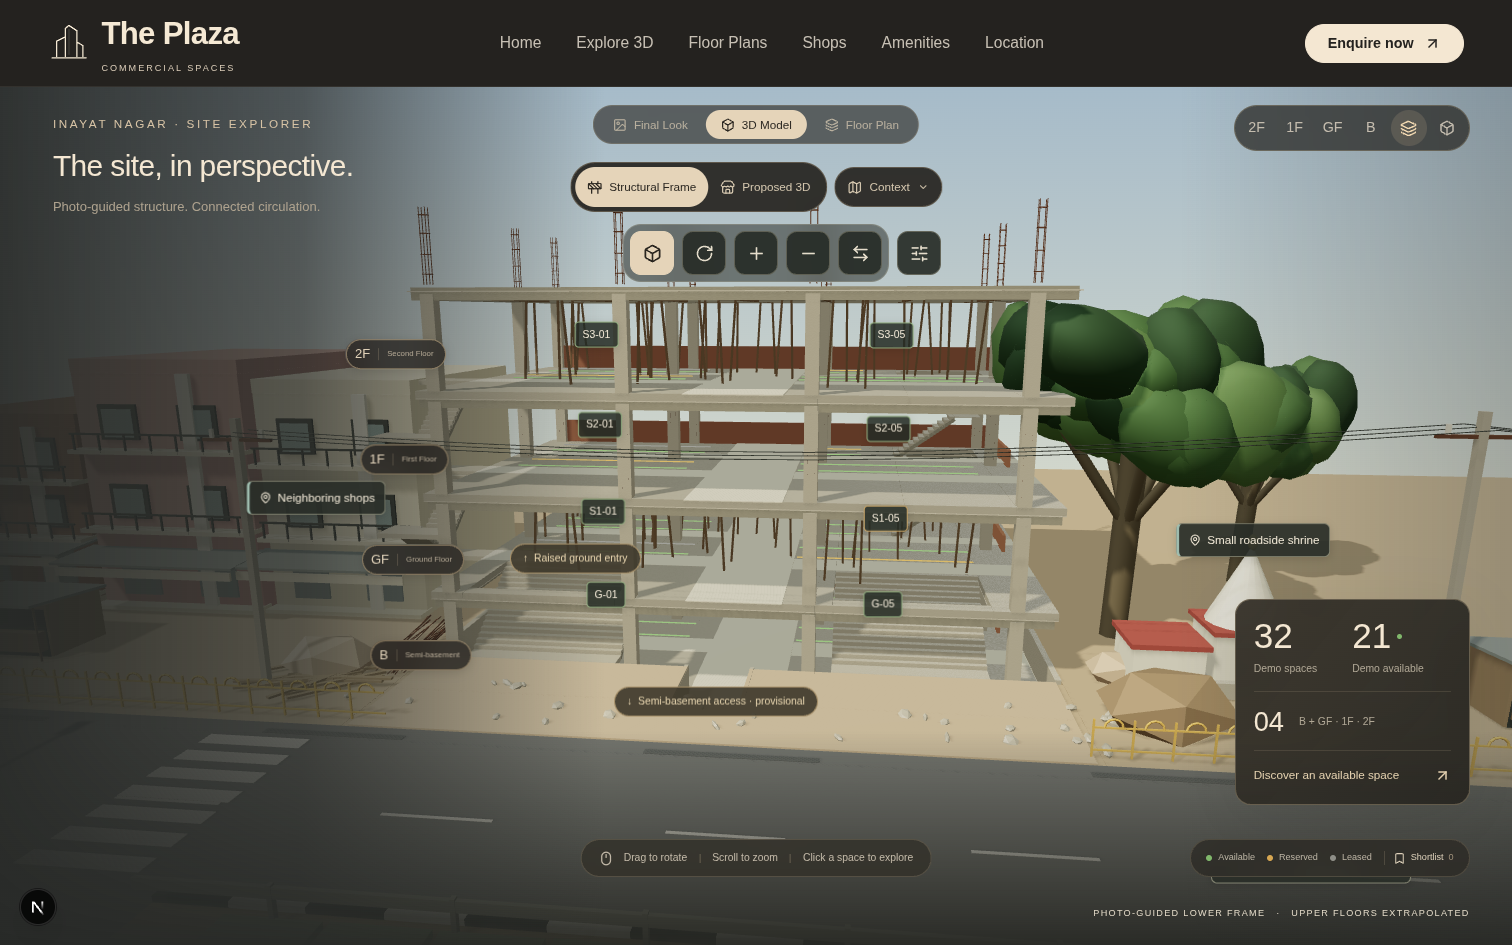 The Plaza
COMMERCIAL SPACES
Home
Explore 3D
Floor Plans
Shops
Amenities
Location
Enquire now
INAYAT NAGAR · SITE EXPLORER
The site, in perspective.
Photo-guided structure. Connected circulation.
Final Look
3D Model
Floor Plan
2F 1F GF B
Structural Frame
Proposed 3D
Context
S3-01
S3-05
2F Second Floor
S2-01
S2-05
1F First Floor
Neighboring shops
S1-01
S1-05
GF Ground Floor
↑ Raised ground entry
Small roadside shrine
G-01
G-05
B Semi-basement
↓ Semi-basement access · provisional
32
Demo spaces
21
Demo available
04 B + GF · 1F · 2F
Discover an available space
Drag to rotate | Scroll to zoom | Click a space to explore
Available
Reserved
Leased
Shortlist 0
N
PHOTO-GUIDED LOWER FRAME · UPPER FLOORS EXTRAPOLATED